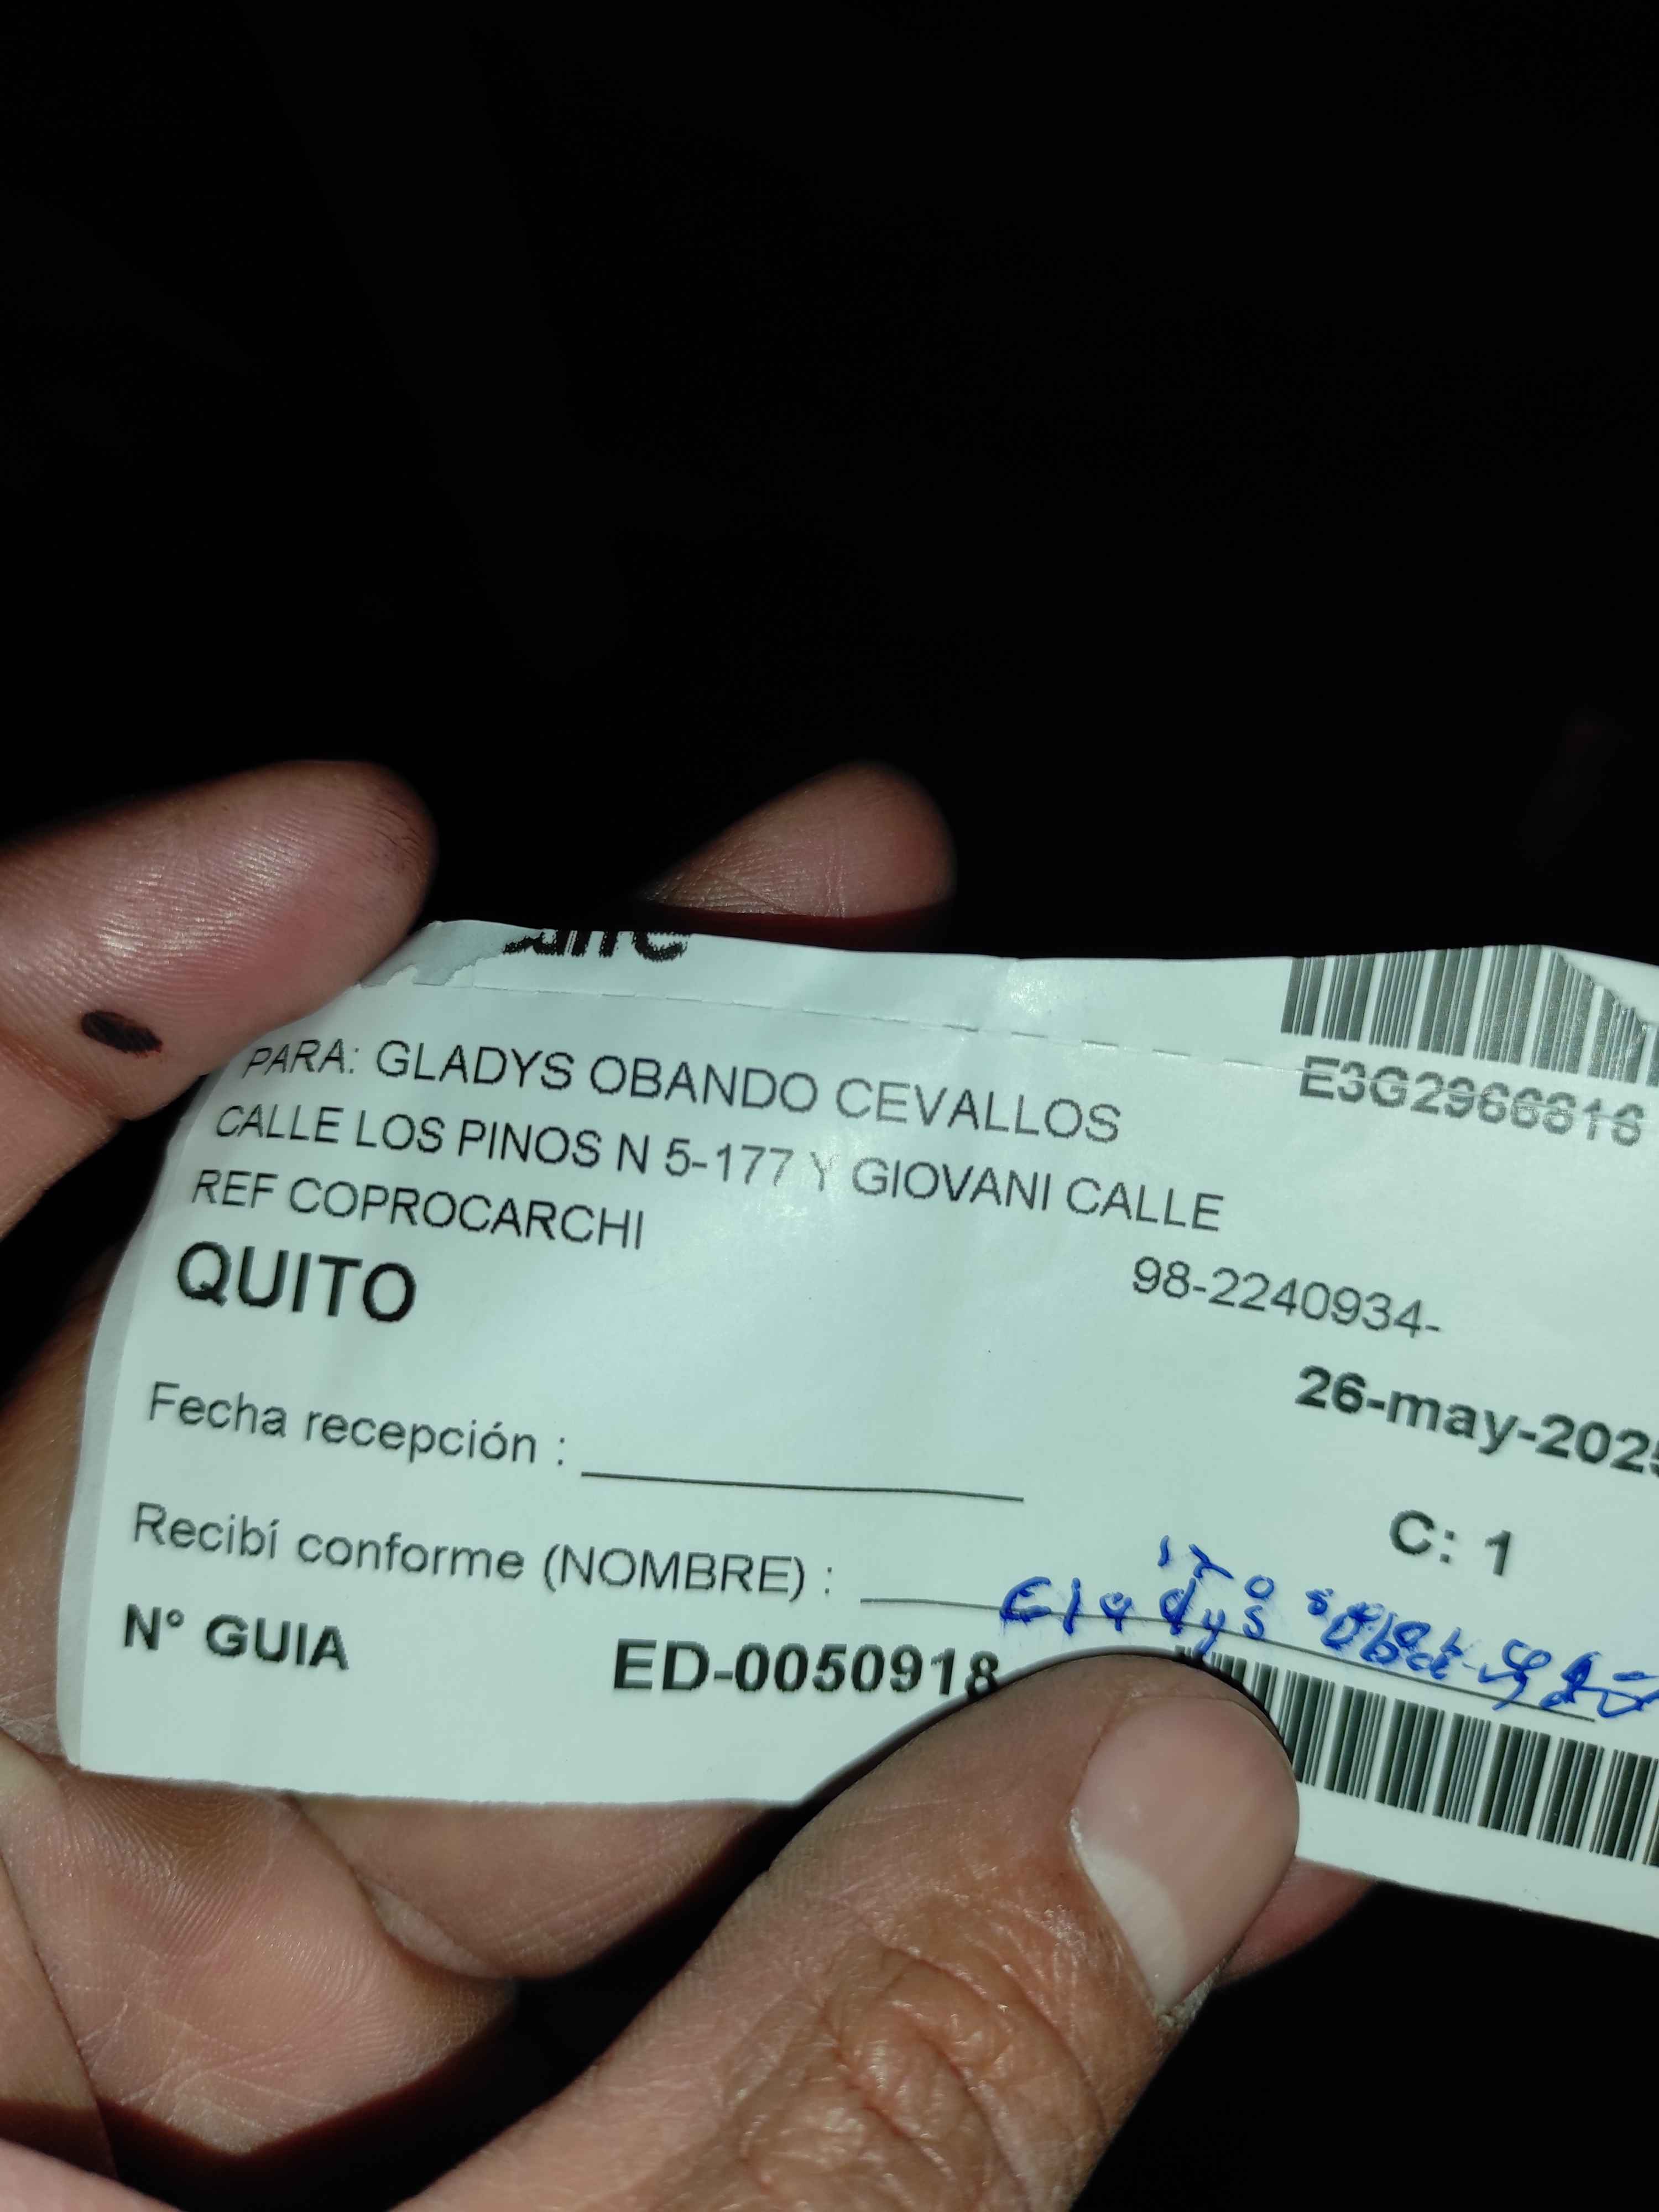 PARA: GLADYS OBANDO CEVALLOS
CALLE LOS PINOS N 5-177 Y GIOVANI CALLE
REF COPROCARCHI
QUITO
E3G2966816
98-2240934-
26-may-202
C: 1
Fecha recepción :
Recibí conforme (NOMBRE) : Gladys
N° GUIA ED-0050918